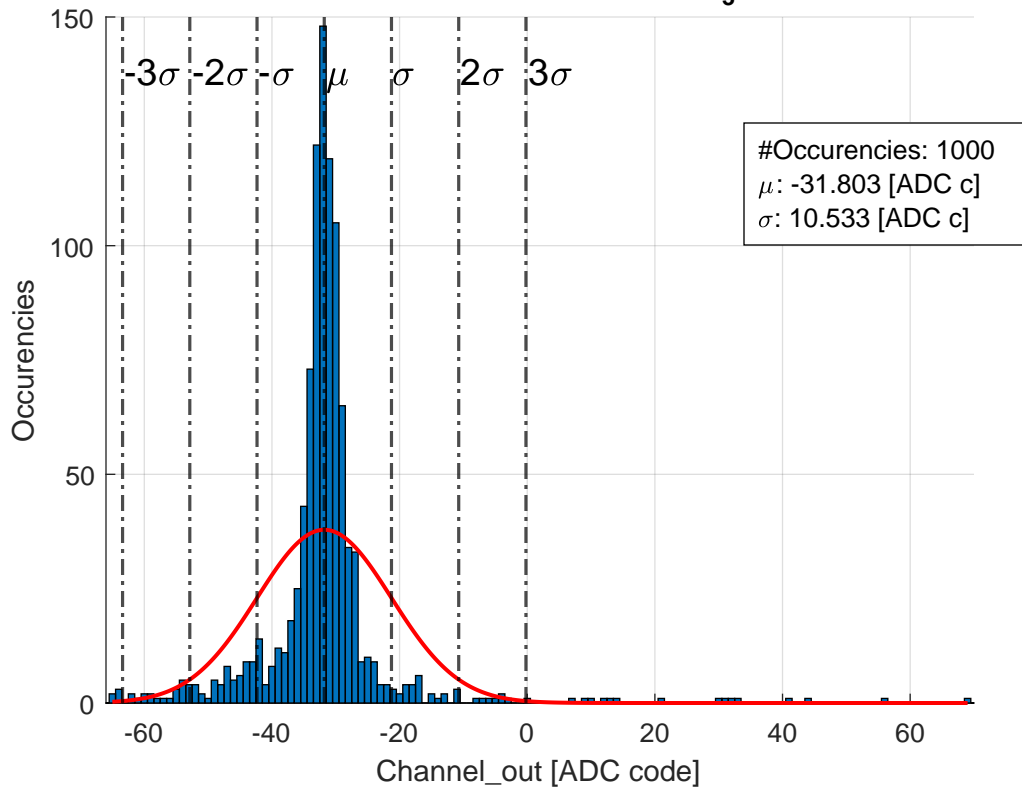 150
100
50
0
-3σ
-2σ
-σ
μ
σ
2σ
3σ
#Occurencies: 1000
μ: -31.803 [ADC c]
σ: 10.533 [ADC c]
Occurencies
-60
-40
-20
0
20
40
60
Channel_out [ADC code]